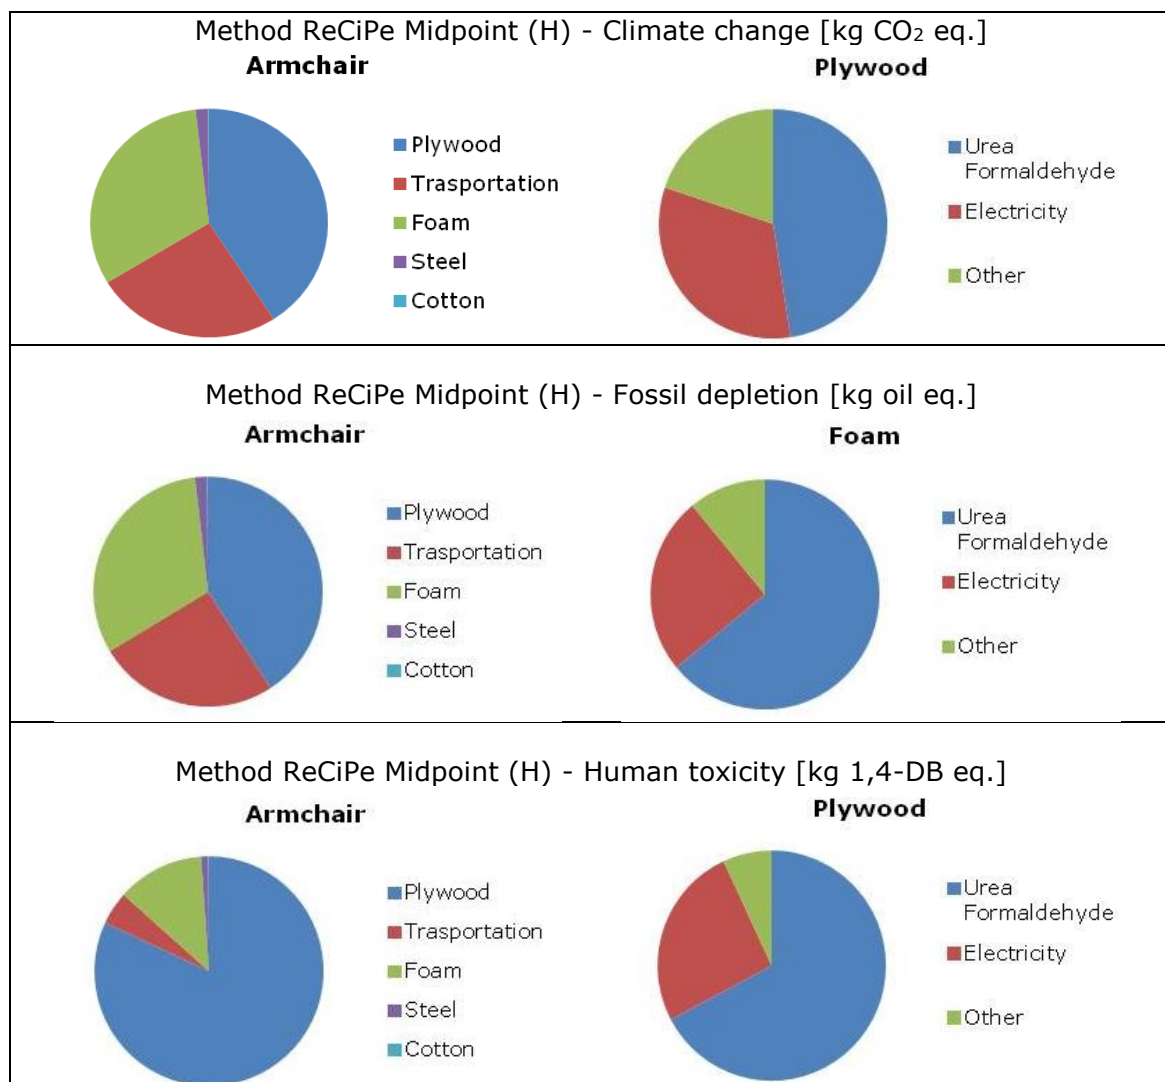 Method ReCiPe Midpoint (H) - Climate change [kg CO₂ eq.]
Armchair
Plywood
Trasportation
Foam
Steel
Cotton
Plywood
Urea
Formaldehyde
Electricity
Other
Method ReCiPe Midpoint (H) - Fossil depletion [kg oil eq.]
Armchair
Plywood
Trasportation
Foam
Steel
Cotton
Foam
Urea
Formaldehyde
Electricity
Other
Method ReCiPe Midpoint (H) - Human toxicity [kg 1,4-DB eq.]
Armchair
Plywood
Trasportation
Foam
Steel
Cotton
Plywood
Urea
Formaldehyde
Electricity
Other